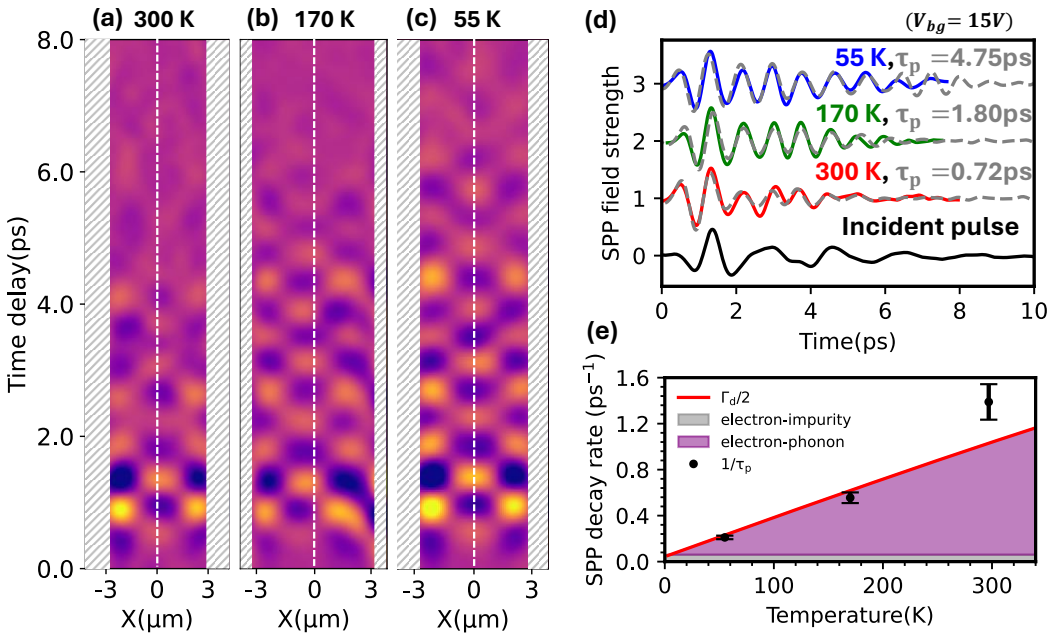 (a) 300 K
(b) 170 K
(c) 55 K
Time delay(ps)
8.0
6.0
4.0
2.0
0.0
-3 0 3
-3 0 3
-3 0 3
X(μm)
X(μm)
X(μm)
(d)
(V_bg= 15V)
SPP field strength
3
2
1
0
55 K,τ_p =4.75ps
170 K, τ_p =1.80ps
300 K, τ_p =0.72ps
Incident pulse
0 2 4 6 8 10
Time(ps)
(e)
SPP decay rate (ps⁻¹)
1.6
1.2
0.8
0.4
0.0
Γ_d/2
electron-impurity
electron-phonon
1/τ_p
0 100 200 300
Temperature(K)